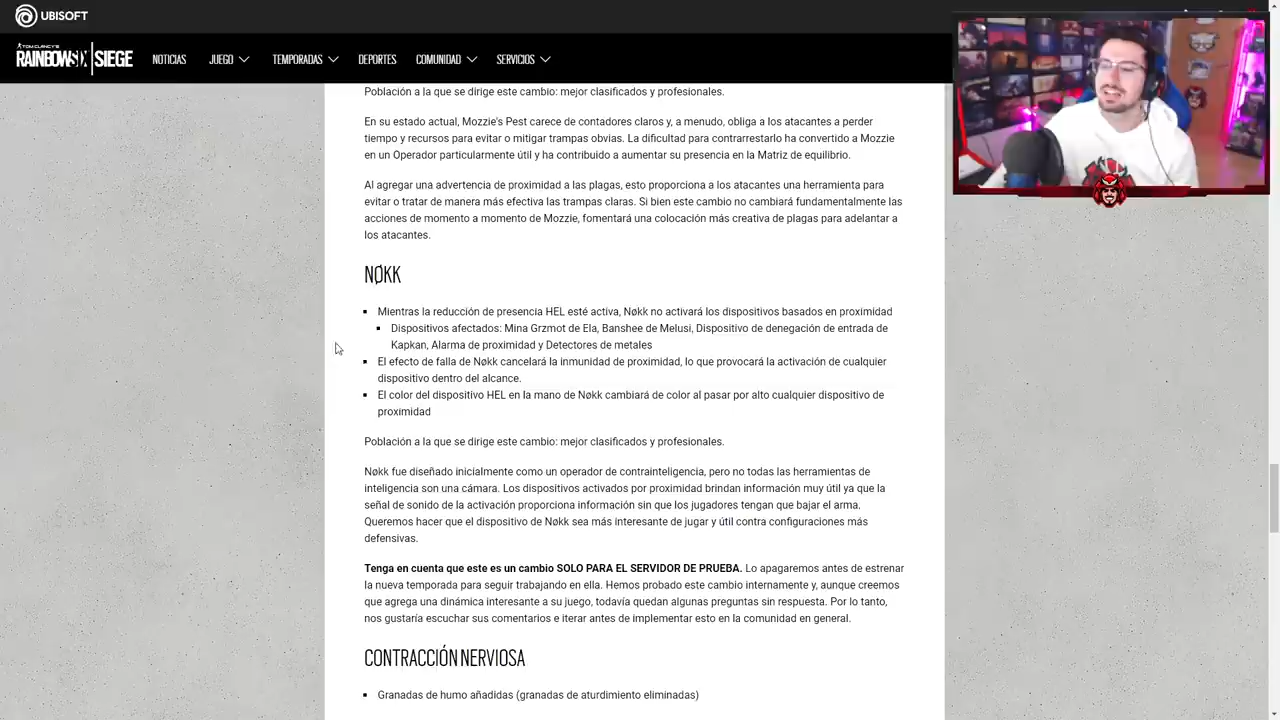 UBISOFT
TOM CLANCY'S
RAINBOWSIX SIEGE
NOTICIAS
JUEGO
TEMPORADAS
DEPORTES
COMUNIDAD
SERVICIOS
Población a la que se dirige este cambio: mejor clasificados y profesionales.
En su estado actual, Mozzie's Pest carece de contadores claros y, a menudo, obliga a los atacantes a perder
tiempo y recursos para evitar o mitigar trampas obvias. La dificultad para contrarrestarlo ha convertido a Mozzie
en un Operador particularmente útil y ha contribuido a aumentar su presencia en la Matriz de equilibrio.
Al agregar una advertencia de proximidad a las plagas, esto proporciona a los atacantes una herramienta para
evitar o tratar de manera más efectiva las trampas claras. Si bien este cambio no cambiará fundamentalmente las
acciones de momento a momento de Mozzie, fomentará una colocación más creativa de plagas para adelantar a
los atacantes.
NØKK
Mientras la reducción de presencia HEL esté activa, Nøkk no activará los dispositivos basados en proximidad
Dispositivos afectados: Mina Grzmot de Ela, Banshee de Melusi, Dispositivo de denegación de entrada de
Kapkan, Alarma de proximidad y Detectores de metales
El efecto de falla de Nøkk cancelará la inmunidad de proximidad, lo que provocará la activación de cualquier
dispositivo dentro del alcance.
El color del dispositivo HEL en la mano de Nøkk cambiará de color al pasar por alto cualquier dispositivo de
proximidad
Población a la que se dirige este cambio: mejor clasificados y profesionales.
Nøkk fue diseñado inicialmente como un operador de contrainteligencia, pero no todas las herramientas de
inteligencia son una cámara. Los dispositivos activados por proximidad brindan información muy útil ya que la
señal de sonido de la activación proporciona información sin que los jugadores tengan que bajar el arma.
Queremos hacer que el dispositivo de Nøkk sea más interesante de jugar y útil contra configuraciones más
defensivas.
Tenga en cuenta que este es un cambio SOLO PARA EL SERVIDOR DE PRUEBA. Lo apagaremos antes de estrenar
la nueva temporada para seguir trabajando en ella. Hemos probado este cambio internamente y, aunque creemos
que agrega una dinámica interesante a su juego, todavía quedan algunas preguntas sin respuesta. Por lo tanto,
nos gustaría escuchar sus comentarios e iterar antes de implementar esto en la comunidad en general.
CONTRACCIÓN NERVIOSA
Granadas de humo añadidas (granadas de aturdimiento eliminadas)